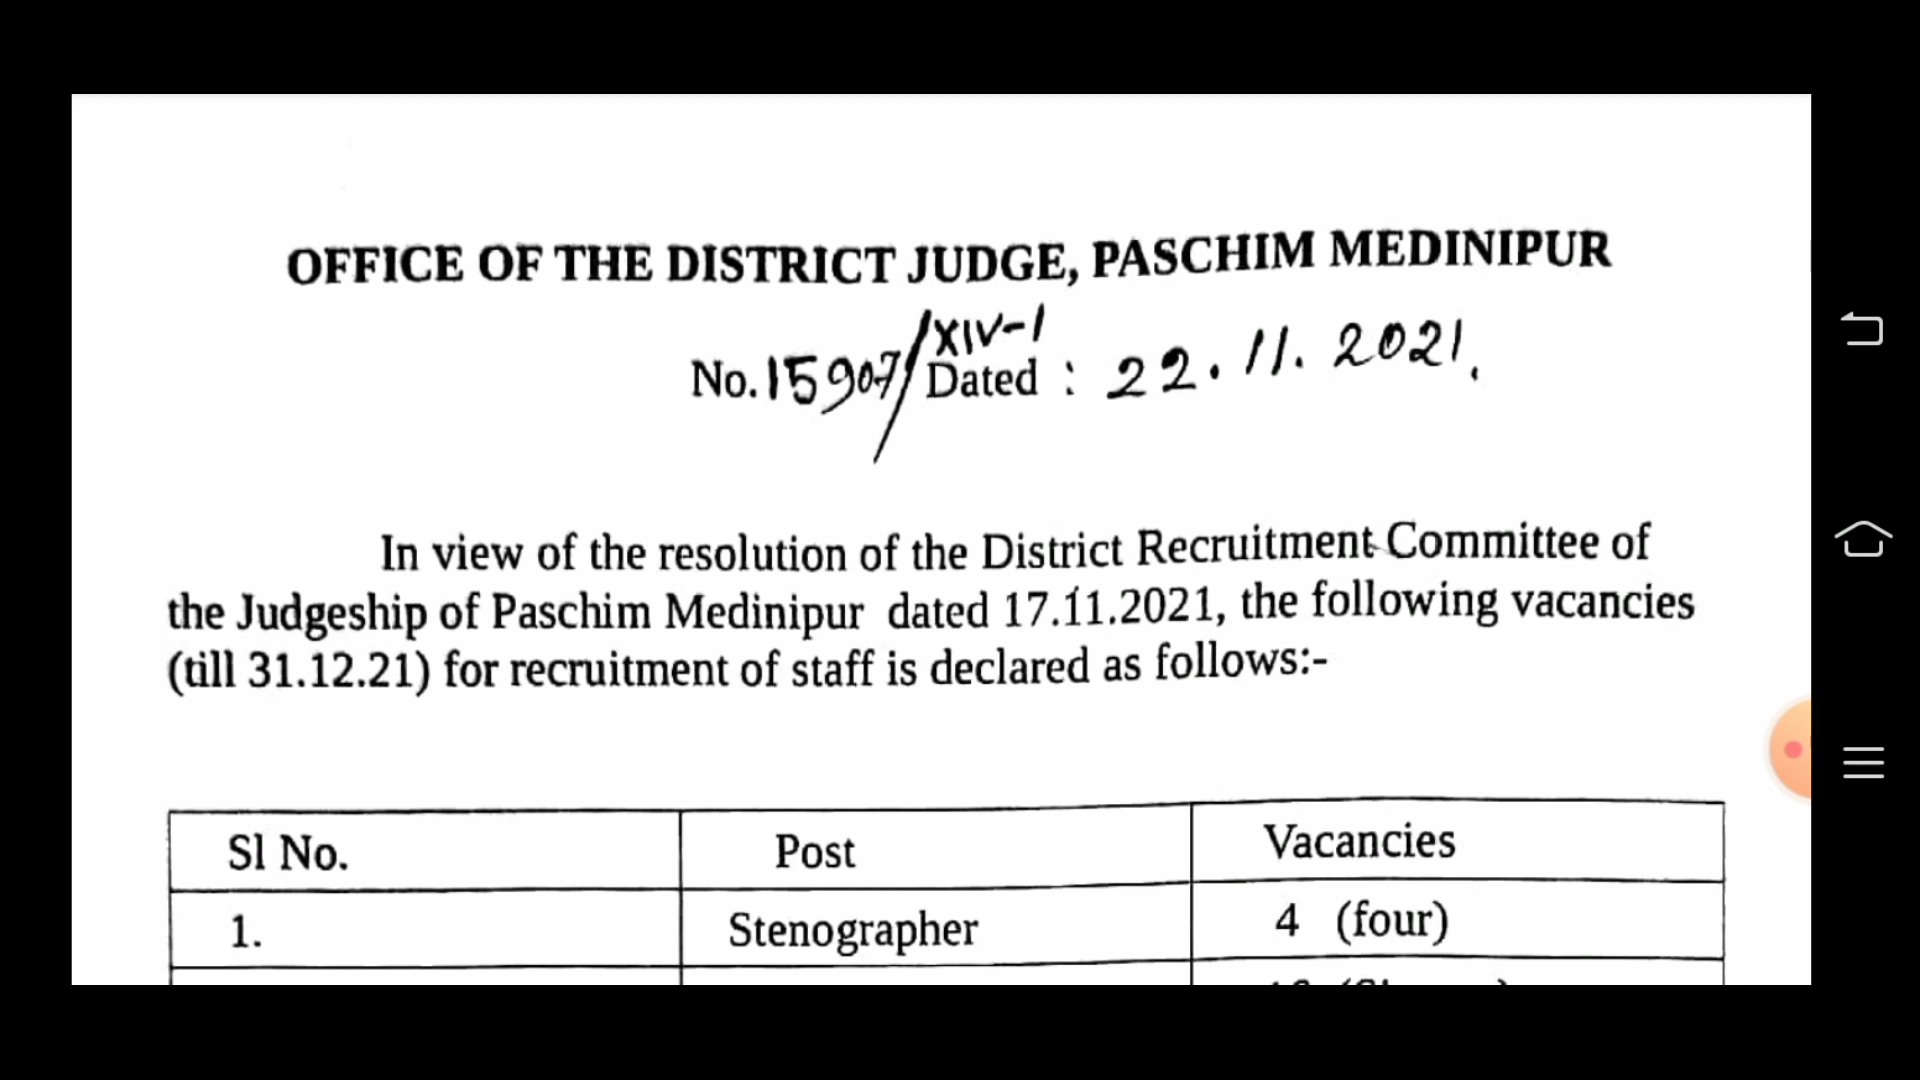 OFFICE OF THE DISTRICT JUDGE, PASCHIM MEDINIPUR
No. 15907/XIV-1 Dated : 22.11.2021.
In view of the resolution of the District Recruitment Committee of
the Judgeship of Paschim Medinipur dated 17.11.2021, the following vacancies
(till 31.12.21) for recruitment of staff is declared as follows:-
Sl No. Post Vacancies
1. Stenographer 4 (four)